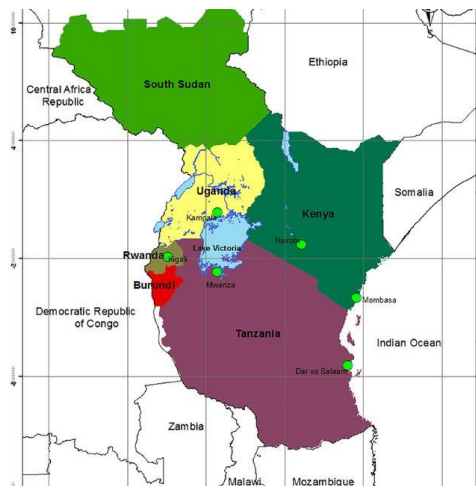 Ethiopia
South Sudan
Central Africa
Republic
Uganda
Somalia
Kampala
Kenya
Nairobi
Lake Victoria
Rwanda
Kigali
Burundi
Mwanza
Mombasa
Democratic Republic
of Congo
Tanzania
Indian Ocean
Dar es Salaam
Zambia
Malawi
Mozambique